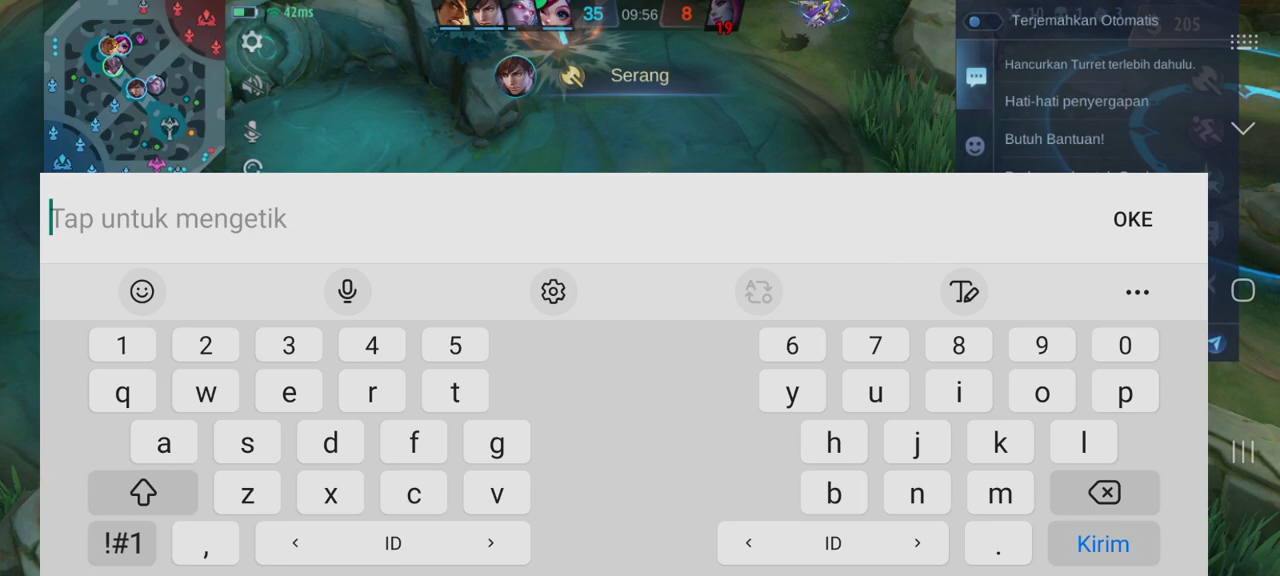 42ms
35 09:56 8
19
205
Terjemahkan Otomatis
Serang
Hancurkan Turret terlebih dahulu.
Hati-hati penyergapan
Butuh Bantuan!
Tap untuk mengetik
OKE
1 2 3 4 5 6 7 8 9 0
q w e r t y u i o p
a s d f g h j k l
z x c v b n m
!#1 , < ID > < ID > . Kirim